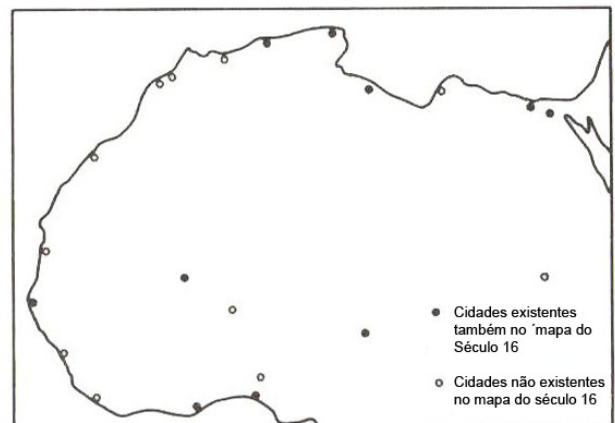 Cidades existentes
também no ´mapa do
Século 16
Cidades não existentes
no mapa do século 16